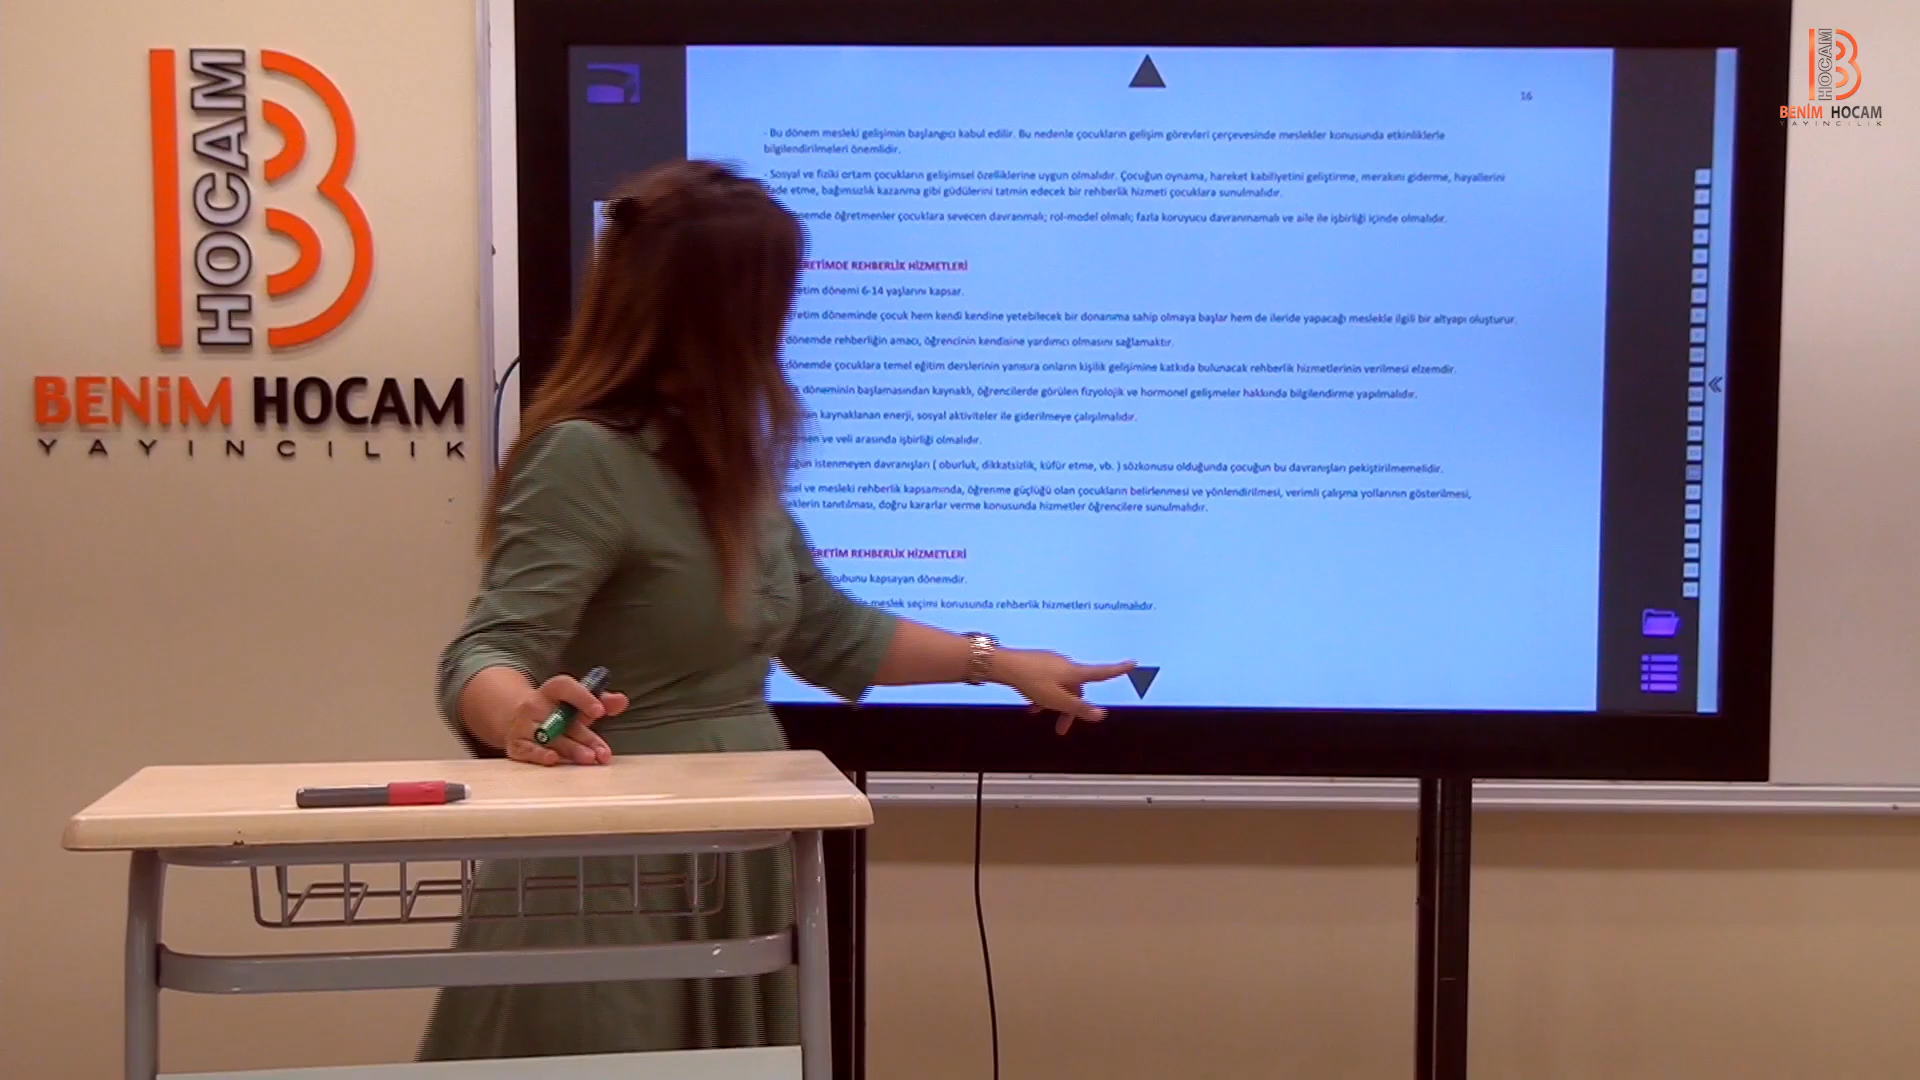 HOCAM
BENİM HOCAM
YAYINCILIK
HOCAM
BENİM HOCAM
YAYINCILIK
16
- Bu dönem mesleki gelişimin başlangıcı kabul edilir. Bu nedenle çocukların gelişim görevleri çerçevesinde meslekler konusunda etkinliklerle
bilgilendirilmeleri önemlidir.
- Sosyal ve fiziki ortam çocukların gelişimsel özelliklerine uygun olmalıdır. Çocuğun oynama, hareket kabiliyetini geliştirme, merakını giderme, hayallerini
ade etme, bağımsızlık kazanma gibi güdülerini tatmin edecek bir rehberlik hizmeti çocuklara sunulmalıdır.
nemde öğretmenler çocuklara sevecen davranmalı; rol-model olmalı; fazla koruyucu davranmamalı ve aile ile işbirliği içinde olmalıdır.
RETİMDE REHBERLİK HİZMETLERİ
etim dönemi 6-14 yaşlarını kapsar.
ğretim döneminde çocuk hem kendi kendine yetebilecek bir donanıma sahip olmaya başlar hem de ileride yapacağı meslekle ilgili bir altyapı oluşturur.
dönemde rehberliğin amacı, öğrencinin kendisine yardımcı olmasını sağlamaktır.
dönemde çocuklara temel eğitim derslerinin yanısıra onların kişilik gelişimine katkıda bulunacak rehberlik hizmetlerinin verilmesi elzemdir.
döneminin başlamasından kaynaklı, öğrencilerde görülen fizyolojik ve hormonel gelişmeler hakkında bilgilendirme yapılmalıdır.
kaynaklanan enerji, sosyal aktiviteler ile giderilmeye çalışılmalıdır.
men ve veli arasında işbirliği olmalıdır.
ğun istenmeyen davranışları ( oburluk, dikkatsizlik, küfür etme, vb. ) sözkonusu olduğunda çocuğun bu davranışları pekiştirilmemelidir.
sel ve mesleki rehberlik kapsamında, öğrenme güçlüğü olan çocukların belirlenmesi ve yönlendirilmesi, verimli çalışma yollarının gösterilmesi,
eklerin tanıtılması, doğru kararlar verme konusunda hizmetler öğrencilere sunulmalıdır.
ĞRETİM REHBERLİK HİZMETLERİ
ubunu kapsayan dönemdir.
meslek seçimi konusunda rehberlik hizmetleri sunulmalıdır.